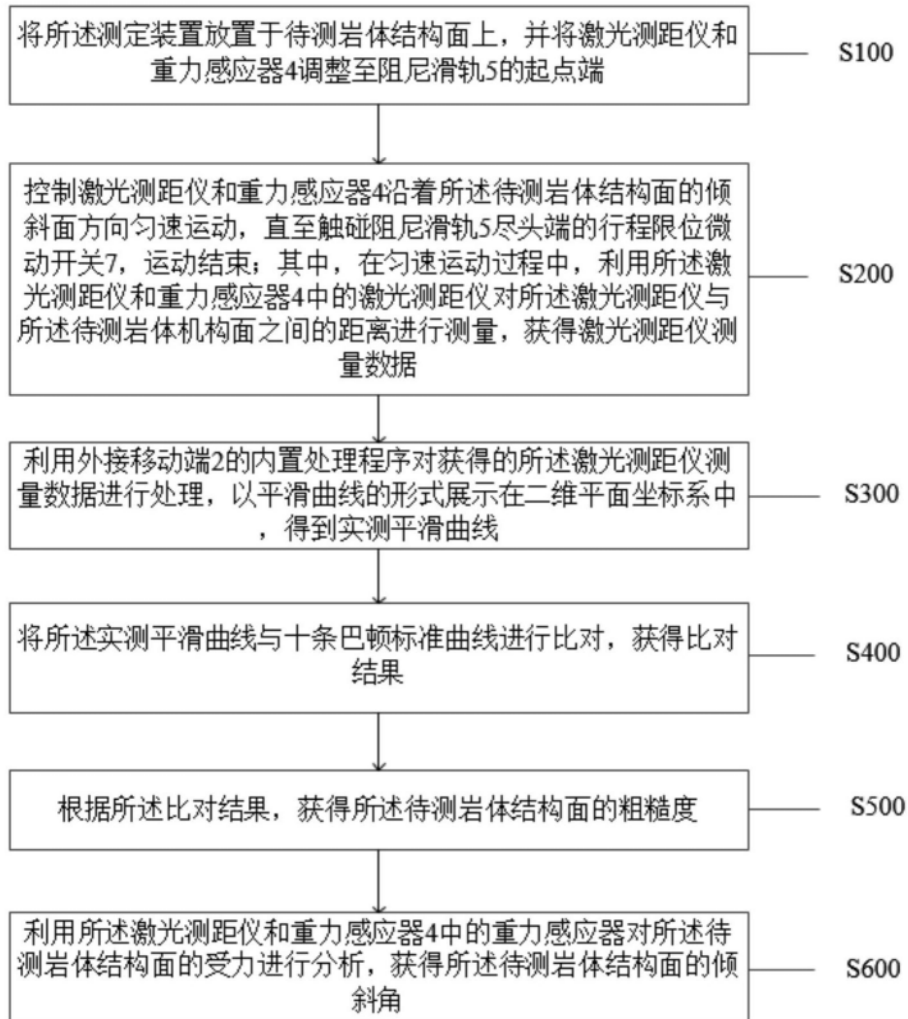 将所述测定装置放置于待测岩体结构面上，并将激光测距仪和
重力感应器4调整至阻尼滑轨5的起点端
S100
控制激光测距仪和重力感应器4沿着所述待测岩体结构面的倾
斜面方向匀速运动，直至触碰阻尼滑轨5尽头端的行程限位微
动开关7，运动结束；其中，在匀速运动过程中，利用所述激
光测距仪和重力感应器4中的激光测距仪对所述激光测距仪与
所述待测岩体机构面之间的距离进行测量，获得激光测距仪测
量数据
S200
利用外接移动端2的内置处理程序对获得的所述激光测距仪测
量数据进行处理，以平滑曲线的形式展示在二维平面坐标系中
，得到实测平滑曲线
S300
将所述实测平滑曲线与十条巴顿标准曲线进行比对，获得比对
结果
S400
根据所述比对结果，获得所述待测岩体结构面的粗糙度
S500
利用所述激光测距仪和重力感应器4中的重力感应器对所述待
测岩体结构面的受力进行分析，获得所述待测岩体结构面的倾
斜角
S600